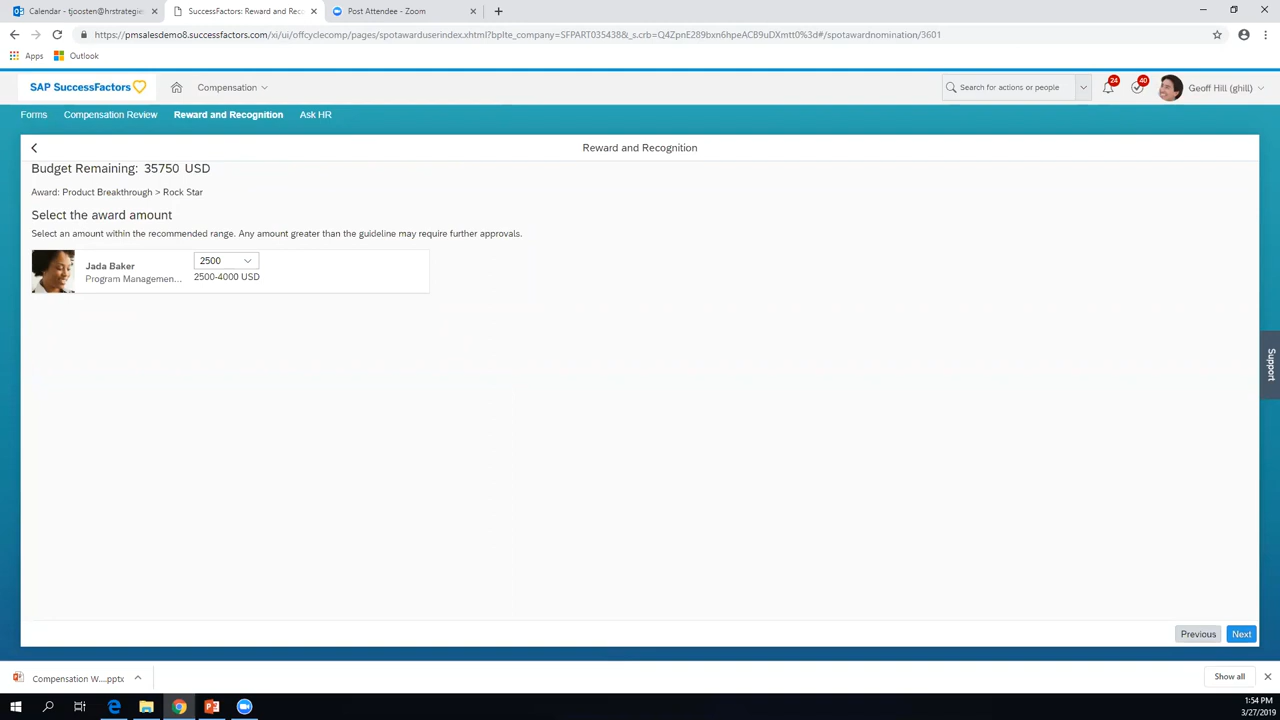 Calendar - tjoosten@hrstrategies
SuccessFactors: Reward and Reco
Post Attendee - Zoom
https://pmsalesdemo8.successfactors.com/xi/ui/offcyclecomp/pages/spotawarduserindex.xhtml?bplte_company=SFPART035438&_s.crb=Q4ZpnE289bxn6hpeAC89uDXmtt0%3d#/spotawardnomination/3601
Apps
Outlook
SAP SuccessFactors
Compensation
Search for actions or people
24
40
Geoff Hill (ghill)
Forms
Compensation Review
Reward and Recognition
Ask HR
Reward and Recognition
Budget Remaining: 35750 USD
Award: Product Breakthrough > Rock Star
Select the award amount
Select an amount within the recommended range. Any amount greater than the guideline may require further approvals.
Jada Baker
Program Managemen...
2500
2500-4000 USD
Support
Previous
Next
Compensation W....pptx
Show all
1:54 PM
3/27/2019